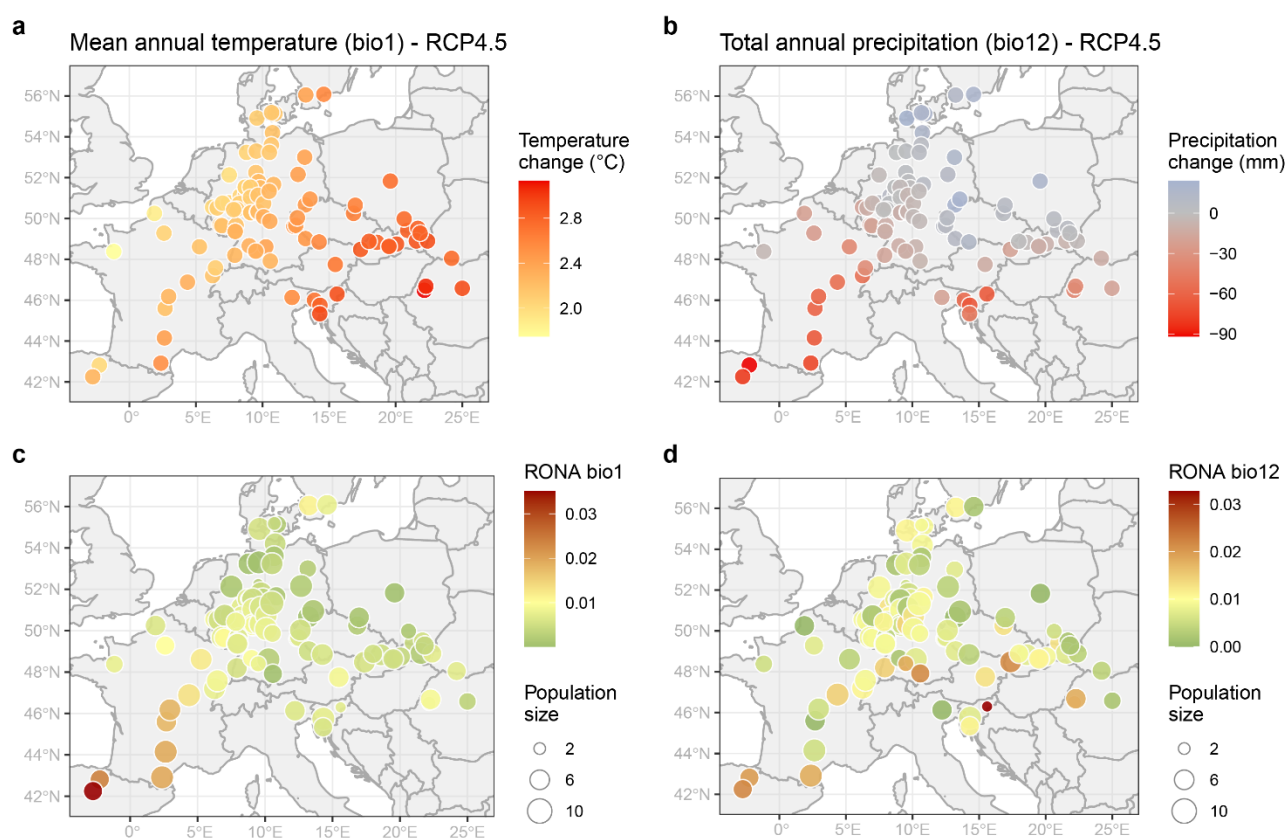 a
Mean annual temperature (bio1) - RCP4.5
56°N
54°N
52°N
50°N
48°N
46°N
44°N
42°N
0°
5°E
10°E
15°E
20°E
25°E
Temperature
change (°C)
2.8
2.4
2.0
b
Total annual precipitation (bio12) - RCP4.5
56°N
54°N
52°N
50°N
48°N
46°N
44°N
42°N
0°
5°E
10°E
15°E
20°E
25°E
Precipitation
change (mm)
0
−30
−60
−90
c
56°N
54°N
52°N
50°N
48°N
46°N
44°N
42°N
0°
5°E
10°E
15°E
20°E
25°E
RONA bio1
0.03
0.02
0.01
Population
size
2
6
10
d
56°N
54°N
52°N
50°N
48°N
46°N
44°N
42°N
0°
5°E
10°E
15°E
20°E
25°E
RONA bio12
0.03
0.02
0.01
0.00
Population
size
2
6
10